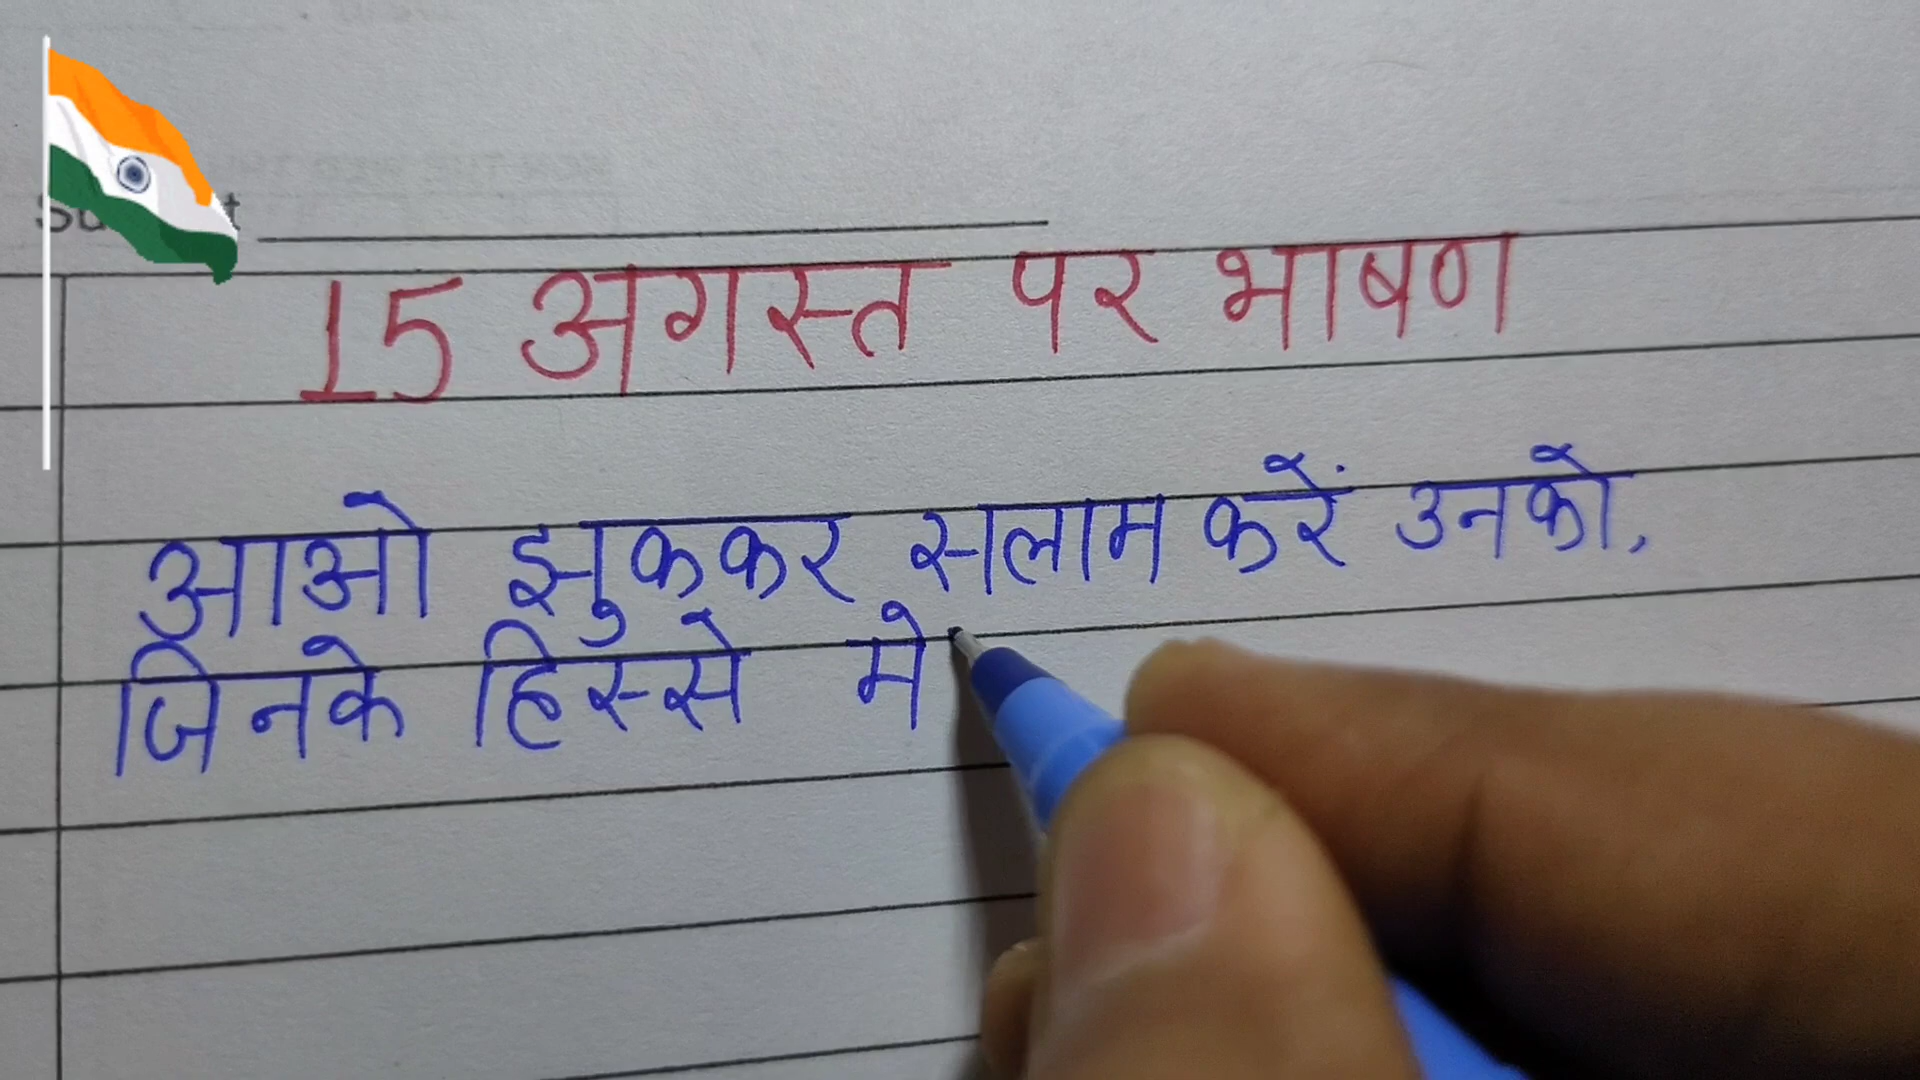 15 अगस्त पर भाषण
आओ झुककर सलाम करें उनको,
जिनके हिस्से मे